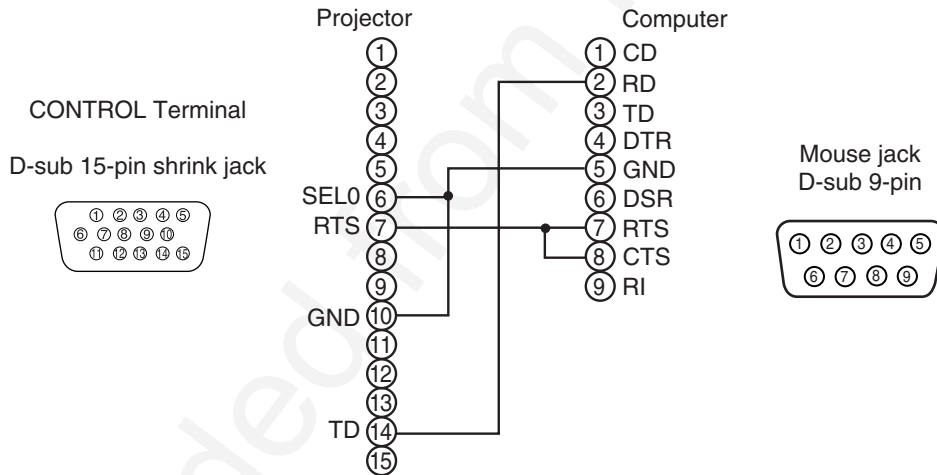 Projector
Computer
CONTROL Terminal
D-sub 15-pin shrink jack
1 2 3 4 5
6 7 8 9 10
11 12 13 14 15
1
2
3
4
5
SEL0 6
RTS 7
8
9
GND 10
11
12
13
TD 14
15
1 CD
2 RD
3 TD
4 DTR
5 GND
6 DSR
7 RTS
8 CTS
9 RI
Mouse jack
D-sub 9-pin
1 2 3 4 5
6 7 8 9
ded from